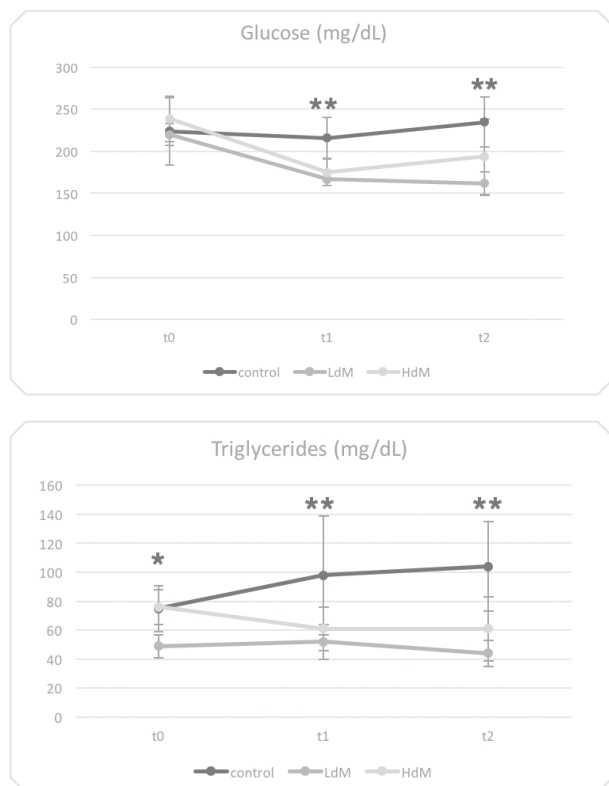 Glucose (mg/dL)
300
250
200
150
100
50
0
**
**
t0
t1
t2
control
LdM
HdM
Triglycerides (mg/dL)
160
140
120
100
80
60
40
20
0
*
**
**
t0
t1
t2
control
LdM
HdM